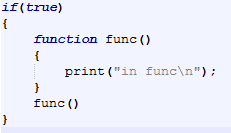 if(true)
{
    function func()
    {
        print("in func\n");
    }
    func()
}